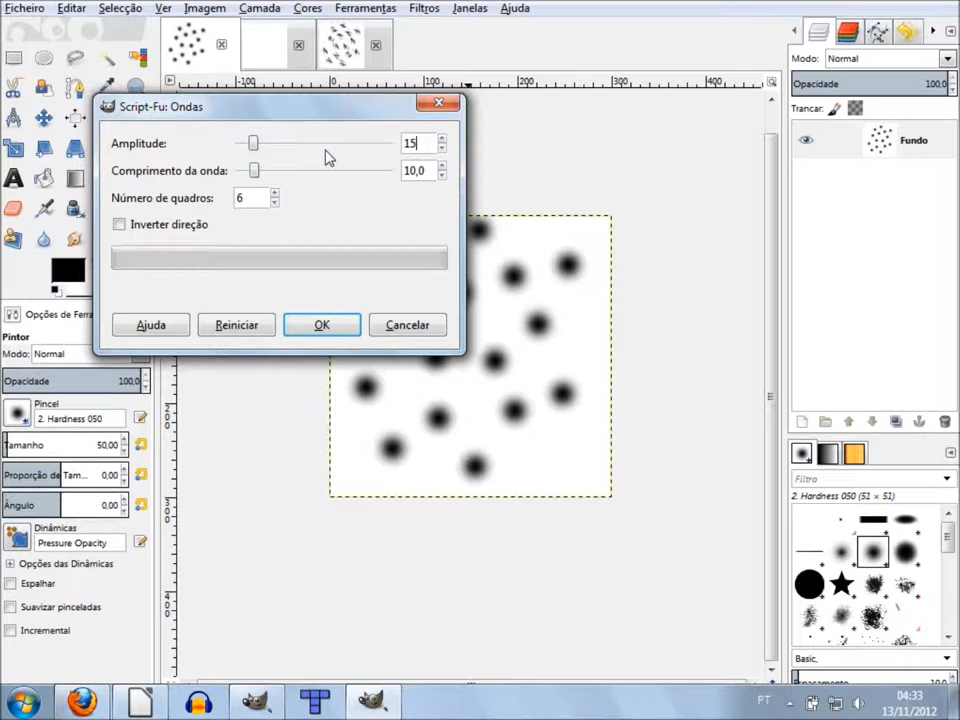 Ficheiro Editar Selecção Ver Imagem Camada Cores Ferramentas Filtros Janelas Ajuda
-100 0 100 200 300 400
Script-Fu: Ondas
Amplitude: 15
Comprimento da onda: 10,0
Número de quadros: 6
Inverter direção
Ajuda Reiniciar OK Cancelar
Opções de Ferra
Pintor
Modo: Normal
Opacidade 100,0
Pincel
2. Hardness 050
Tamanho 50,00
Proporção de Tam... 0,00
Ângulo 0,00
Dinâmicas
Pressure Opacity
Opções das Dinâmicas
Espalhar
Suavizar pinceladas
Incremental
Modo: Normal
Opacidade 100,0
Trancar:
Fundo
Filtro
2. Hardness 050 (51 × 51)
Basic,
Espaçamento 10,0
PT
04:33
13/11/2012